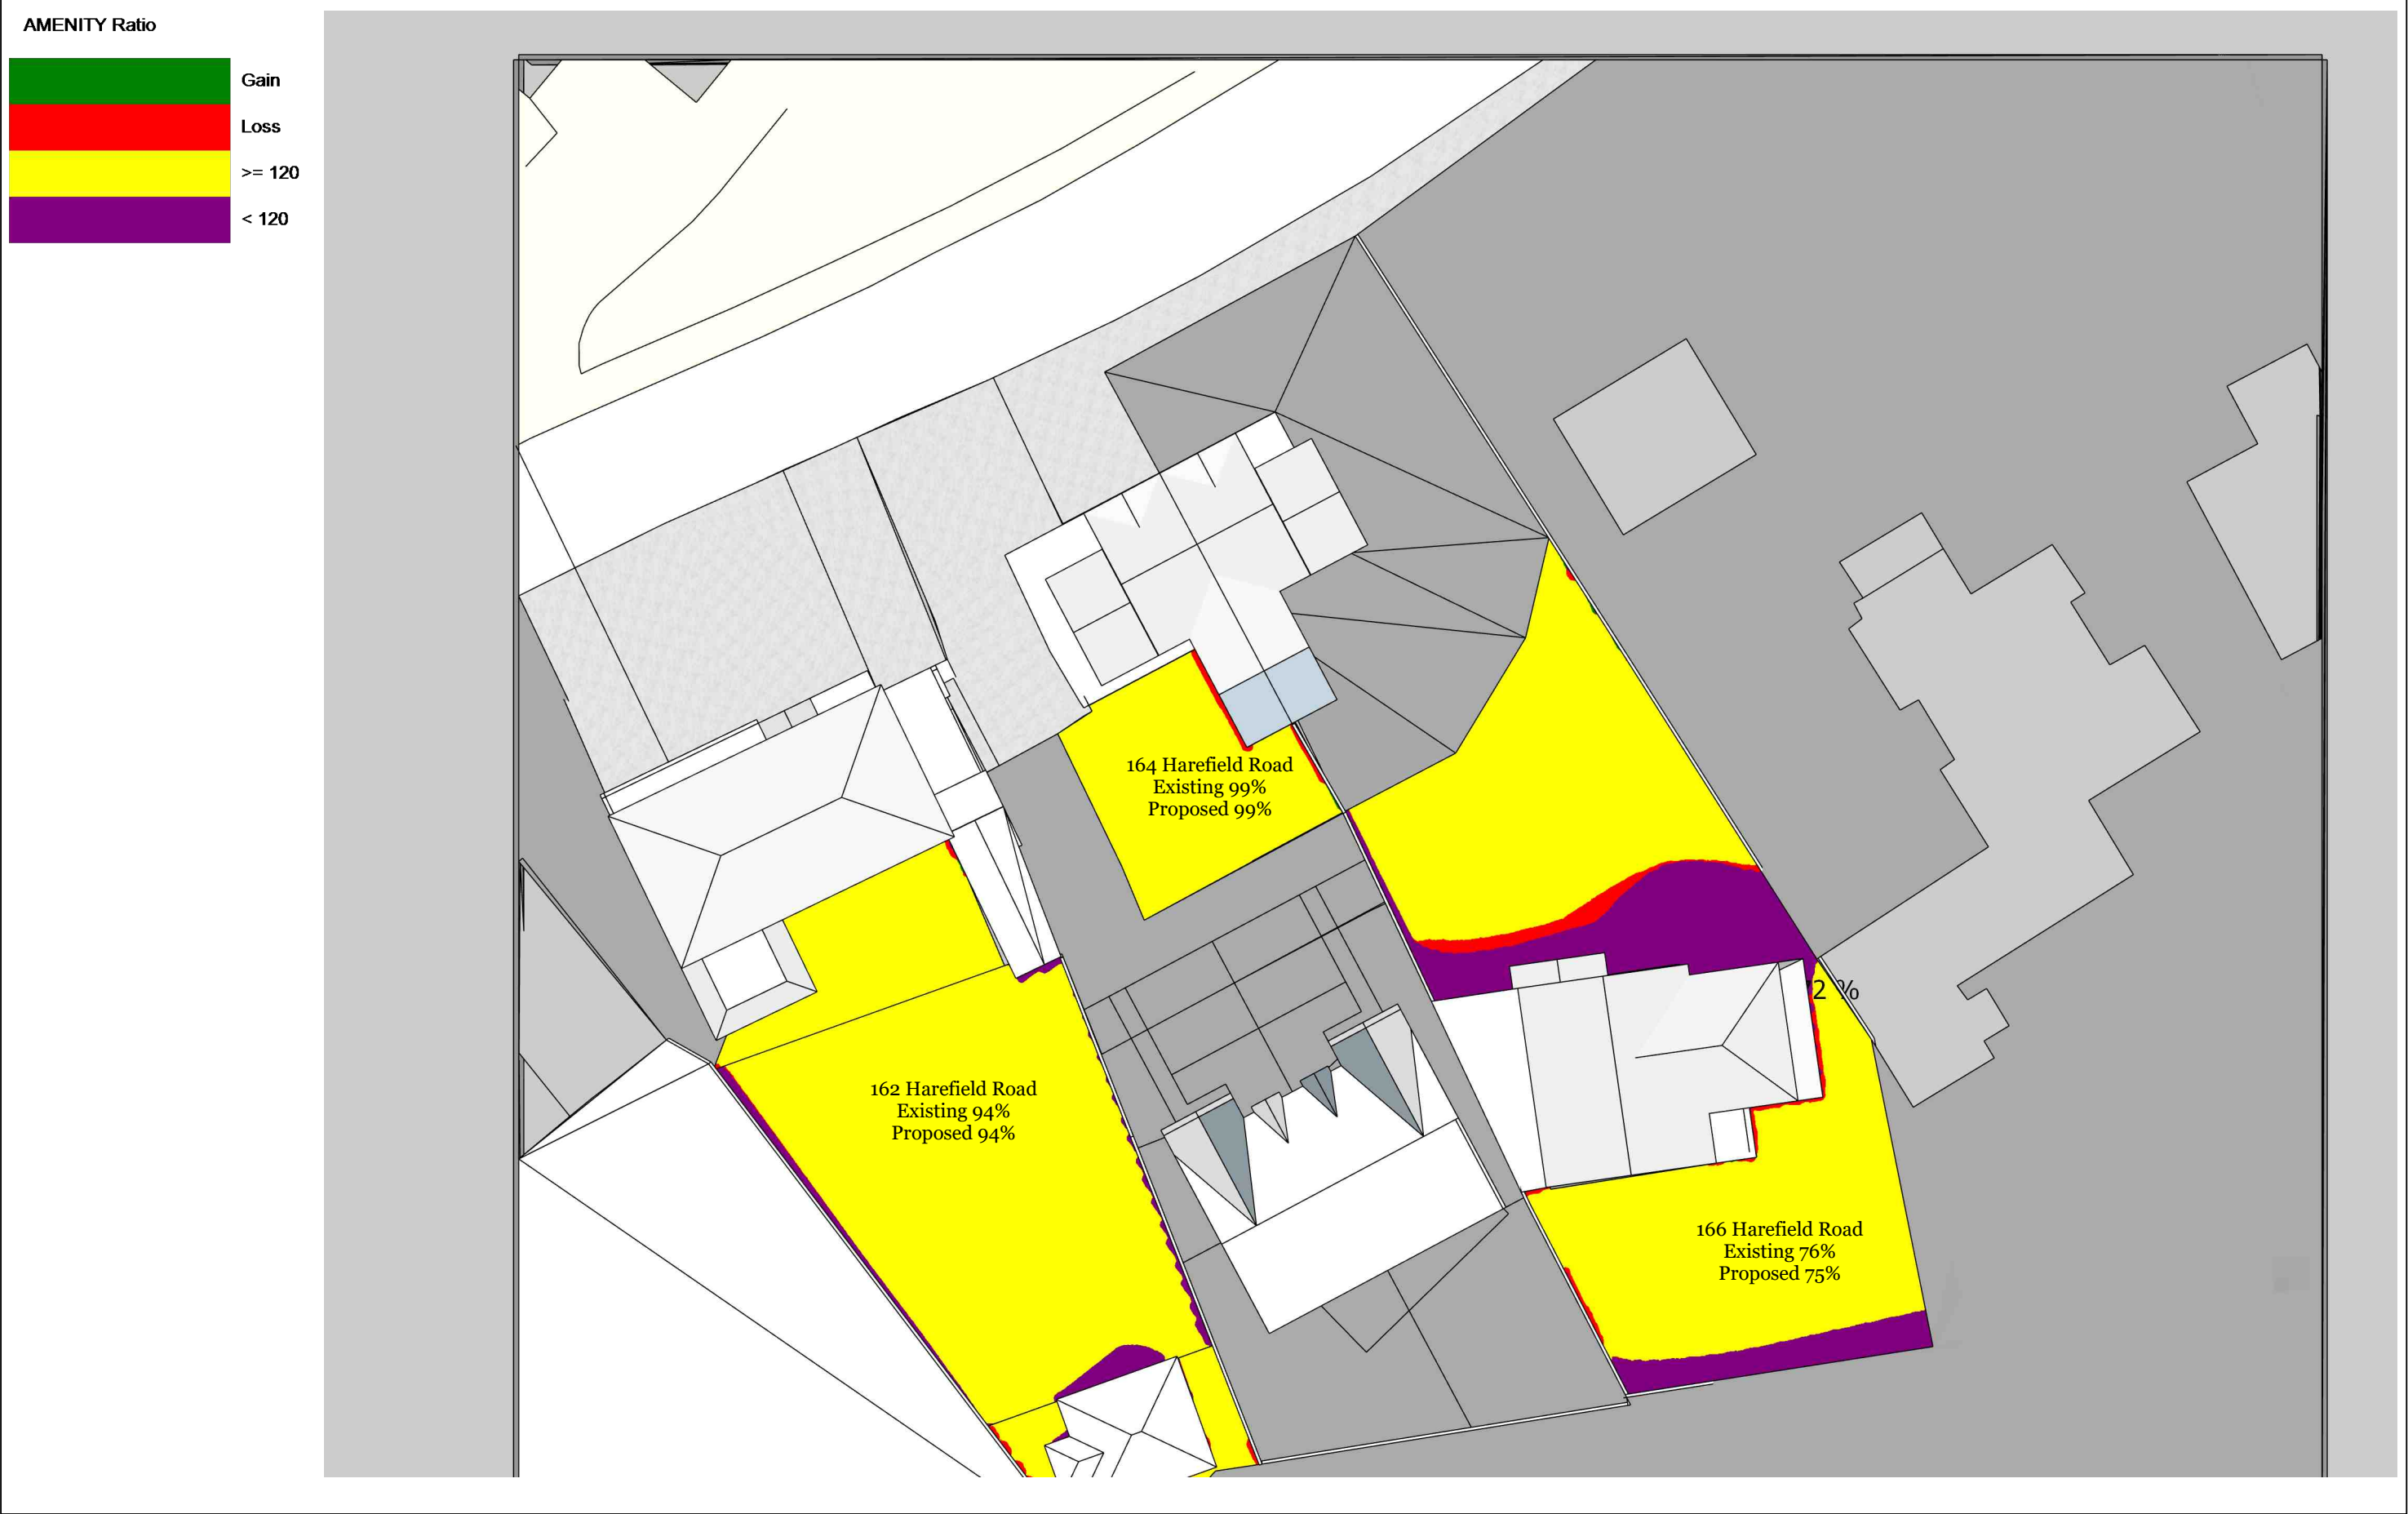 AMENITY Ratio
Gain
Loss
>= 120
< 120
164 Harefield Road
Existing 99%
Proposed 99%
2 %
162 Harefield Road
Existing 94%
Proposed 94%
166 Harefield Road
Existing 76%
Proposed 75%